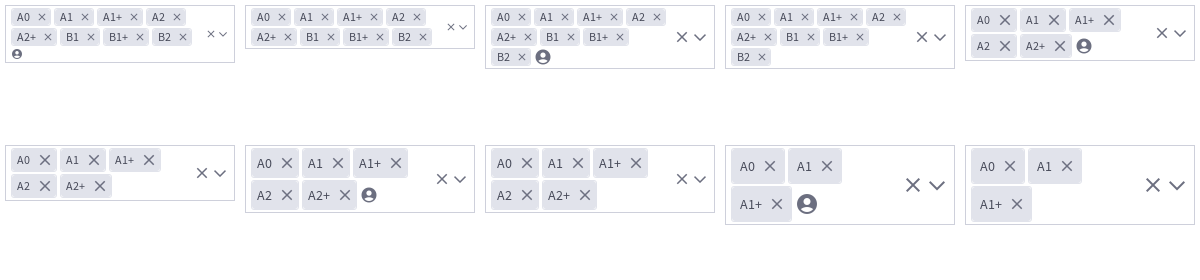 A0 A1 A1+ A2
A2+ B1 B1+ B2
A0 A1 A1+ A2
A2+ B1 B1+ B2
A0 A1 A1+ A2
A2+ B1 B1+
B2
A0 A1 A1+ A2
A2+ B1 B1+
B2
A0 A1 A1+
A2 A2+
A0 A1 A1+
A2 A2+
A0 A1 A1+
A2 A2+
A0 A1 A1+
A2 A2+
A0 A1
A1+
A0 A1
A1+